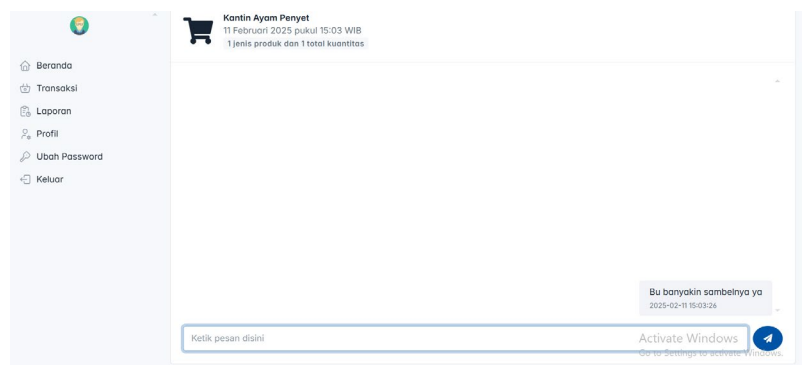 Kantin Ayam Penyet
11 Februari 2025 pukul 15:03 WIB
1 jenis produk dan 1 total kuantitas
Beranda
Transaksi
Laporan
Profil
Ubah Password
Keluar
Bu banyakin sambelnya ya
2025-02-11 15:03:26
Ketik pesan disini
Activate Windows
Go to Settings to activate Windows.